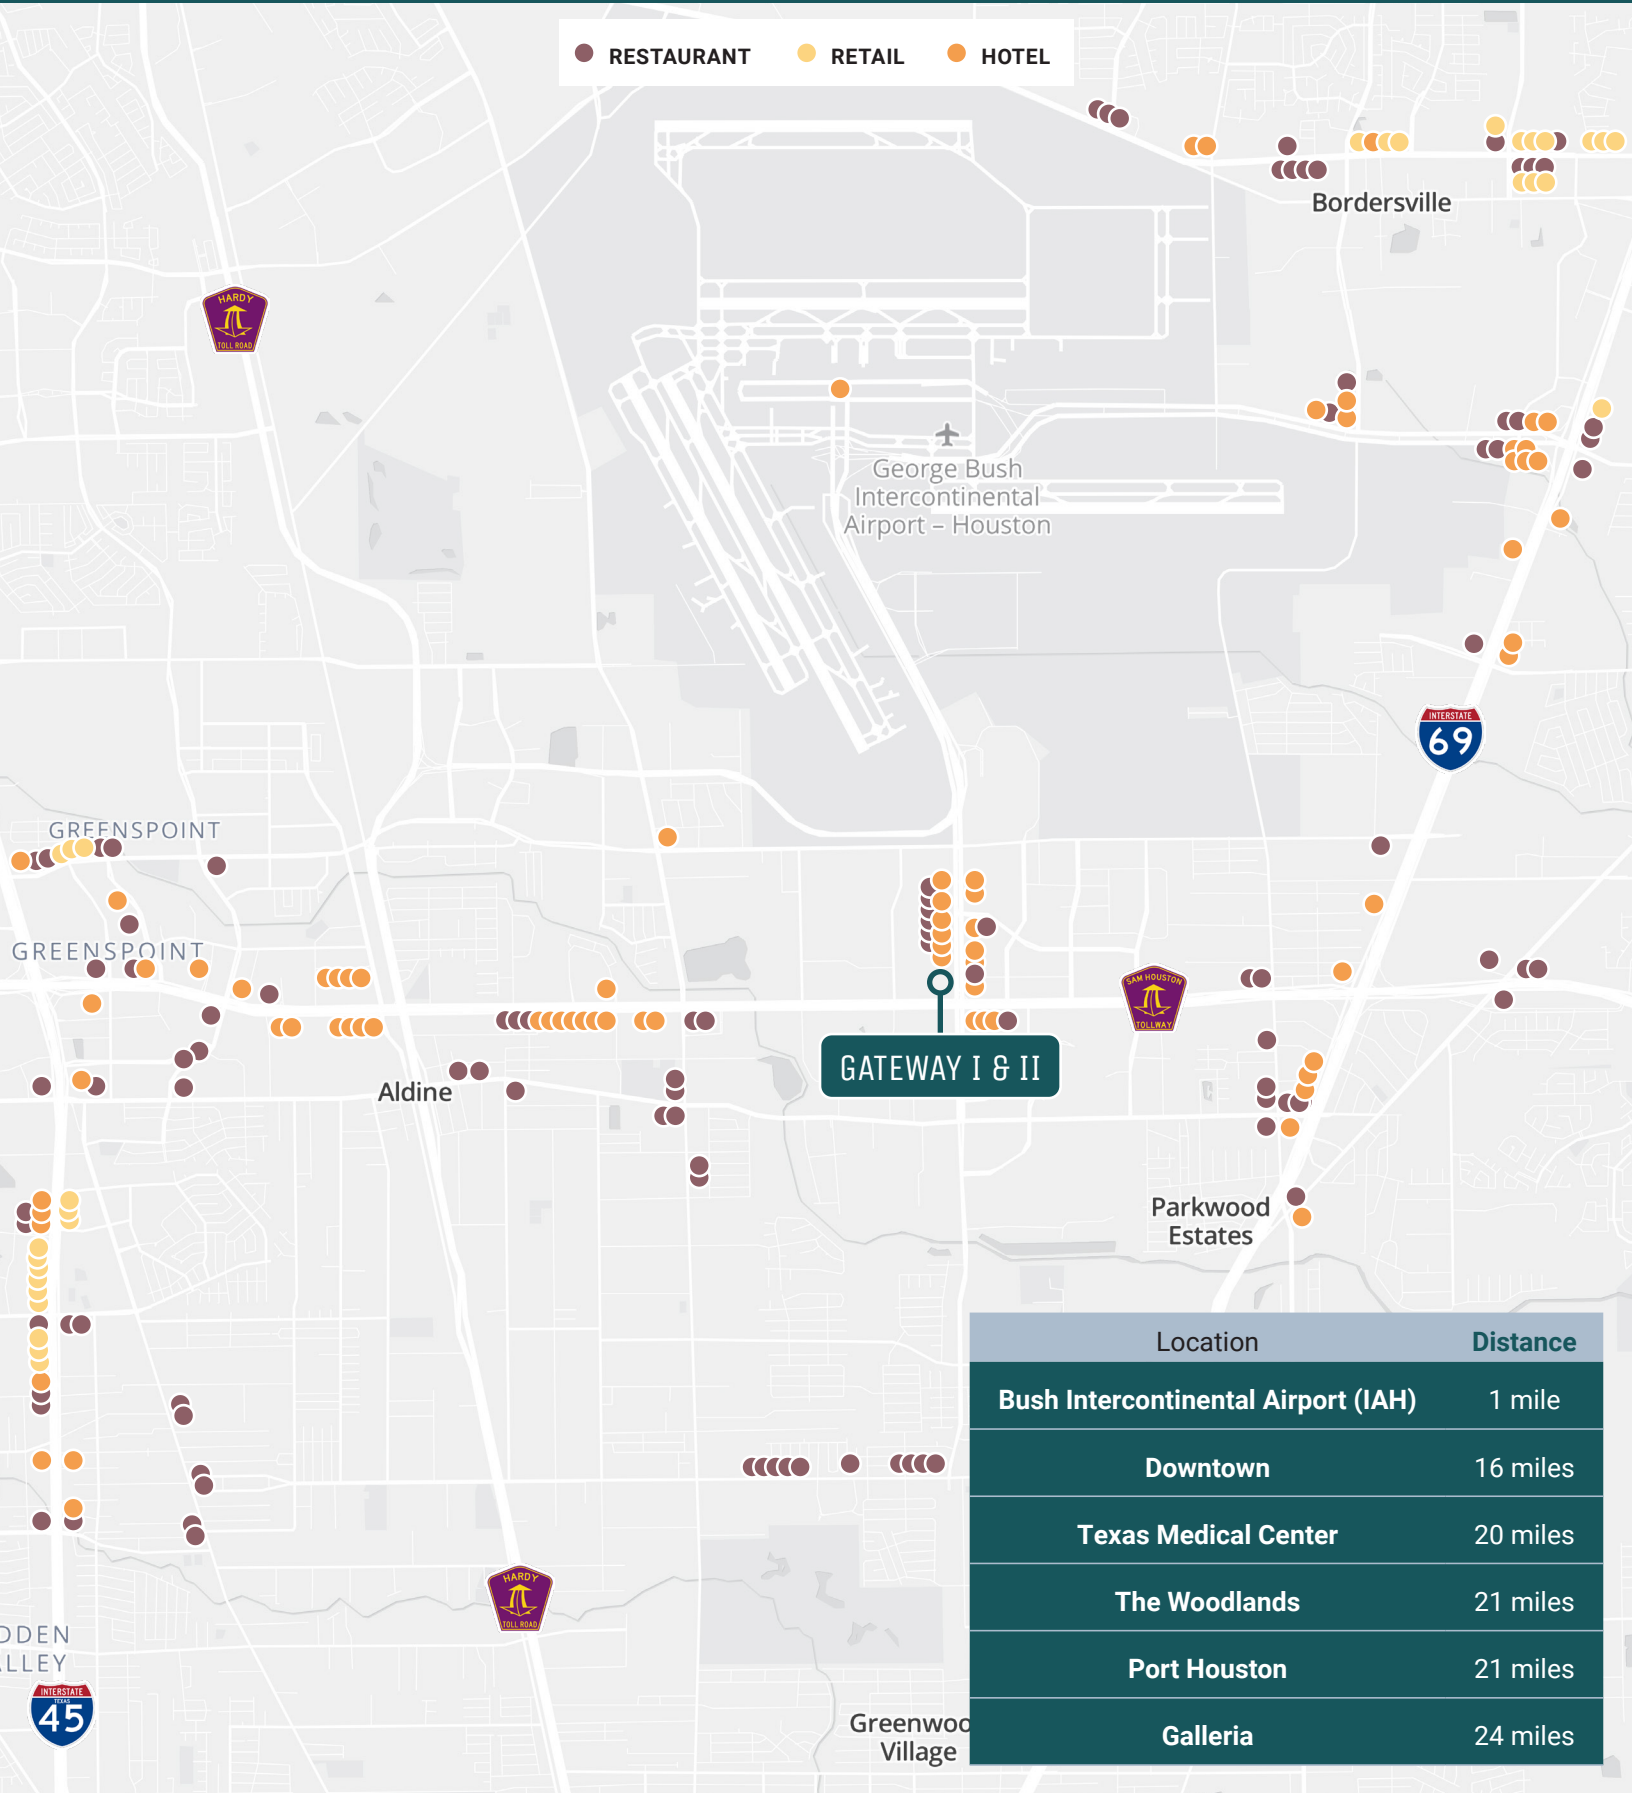 RESTAURANT RETAIL HOTEL
Bordersville
HARDY
TOLL ROAD
George Bush
Intercontinental
Airport – Houston
INTERSTATE
69
GREENSPOINT
GREENSPOINT
SAM HOUSTON
TOLLWAY
GATEWAY I & II
Aldine
Parkwood
Estates
Location Distance
Bush Intercontinental Airport (IAH) 1 mile
Downtown 16 miles
Texas Medical Center 20 miles
The Woodlands 21 miles
Port Houston 21 miles
Galleria 24 miles
HARDY
TOLL ROAD
DDEN
LLEY
INTERSTATE
TEXAS
45
Greenwoo
Village